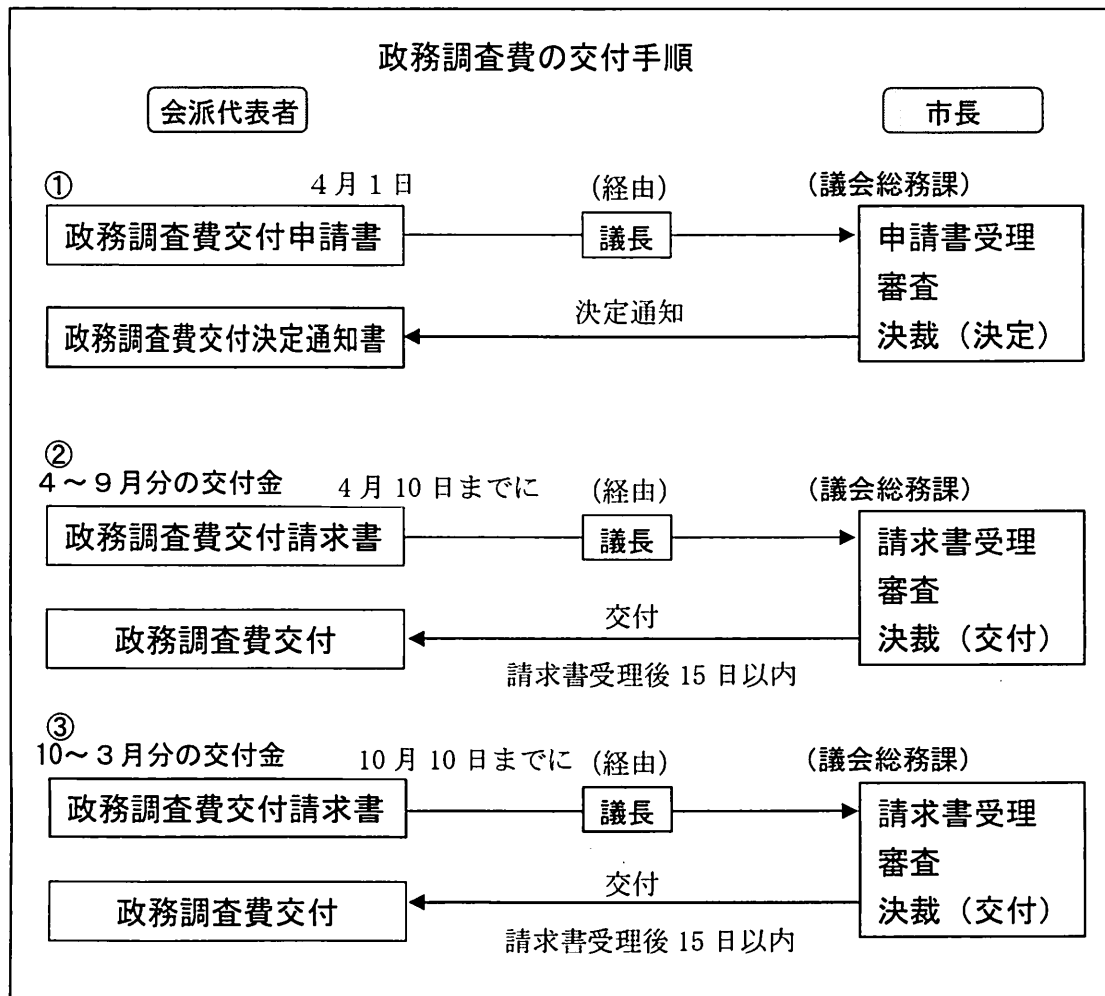 政務調査費の交付手順
会派代表者
市長
①
4月1日
(経由)
(議会総務課)
政務調査費交付申請書
議長
申請書受理
審査
決裁(決定)
決定通知
政務調査費交付決定通知書
②
4~9月分の交付金
4月10日までに
(経由)
(議会総務課)
政務調査費交付請求書
議長
請求書受理
審査
決裁(交付)
交付
政務調査費交付
請求書受理後15日以内
③
10~3月分の交付金
10月10日までに
(経由)
(議会総務課)
政務調査費交付請求書
議長
請求書受理
審査
決裁(交付)
交付
政務調査費交付
請求書受理後15日以内